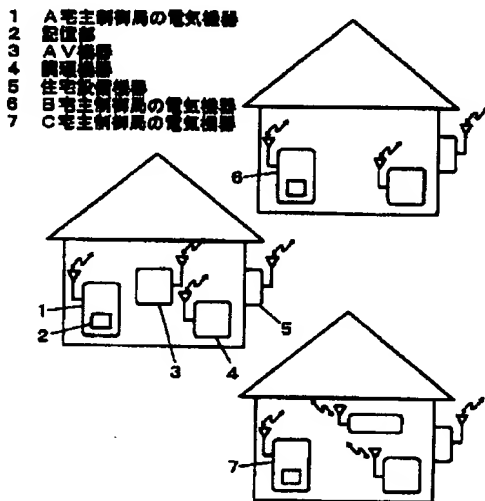 1 A宅主制御局の電気機器
2 記憶部
3 AV機器
4 調理機器
5 住宅設備機器
6 B宅主制御局の電気機器
7 C宅主制御局の電気機器
6
1
2
3
4
5
7